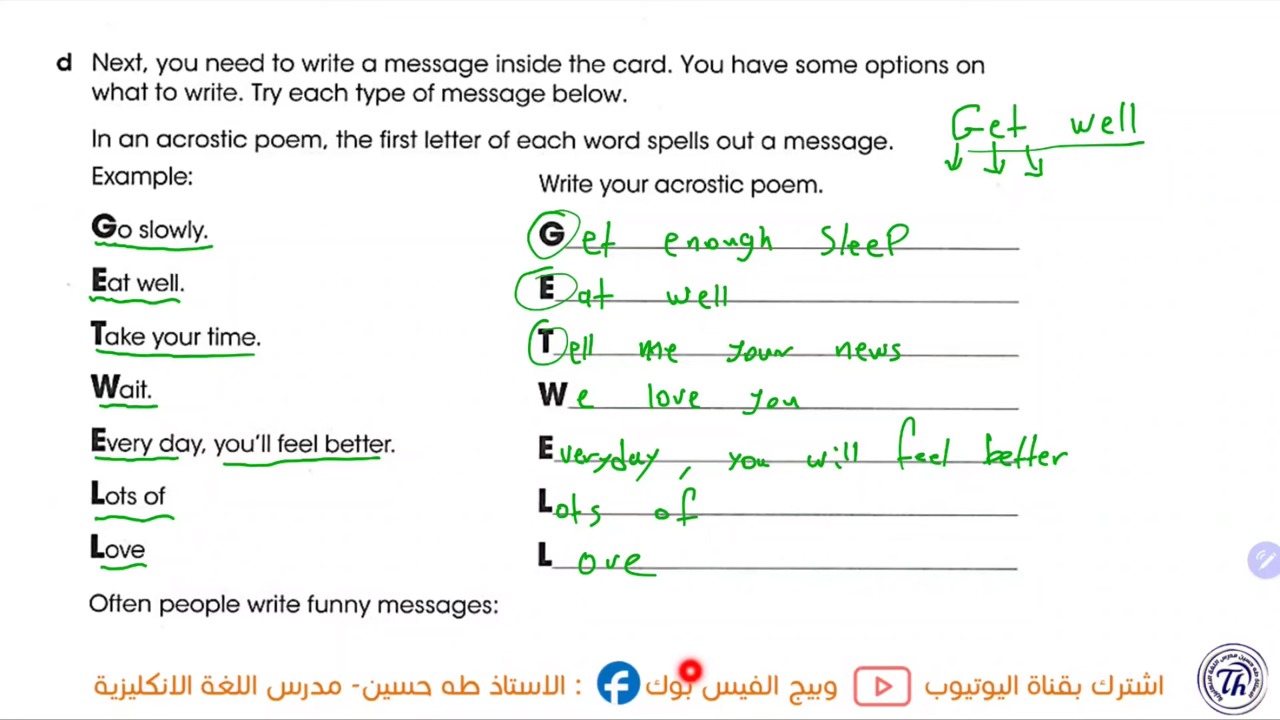 d Next, you need to write a message inside the card. You have some options on
what to write. Try each type of message below.
Get well
In an acrostic poem, the first letter of each word spells out a message.
Example:
Write your acrostic poem.
Go slowly.
Get enough sleep
Eat well.
Eat well
Take your time.
Tell me your news
Wait.
We love you
Every day, you'll feel better.
Everyday, you will feel better
Lots of
Lots of
Love
Love
Often people write funny messages:
اشترك بقناة اليوتيوب وبيج الفيس بوك : الاستاذ طه حسين- مدرس اللغة الانكليزية
Th